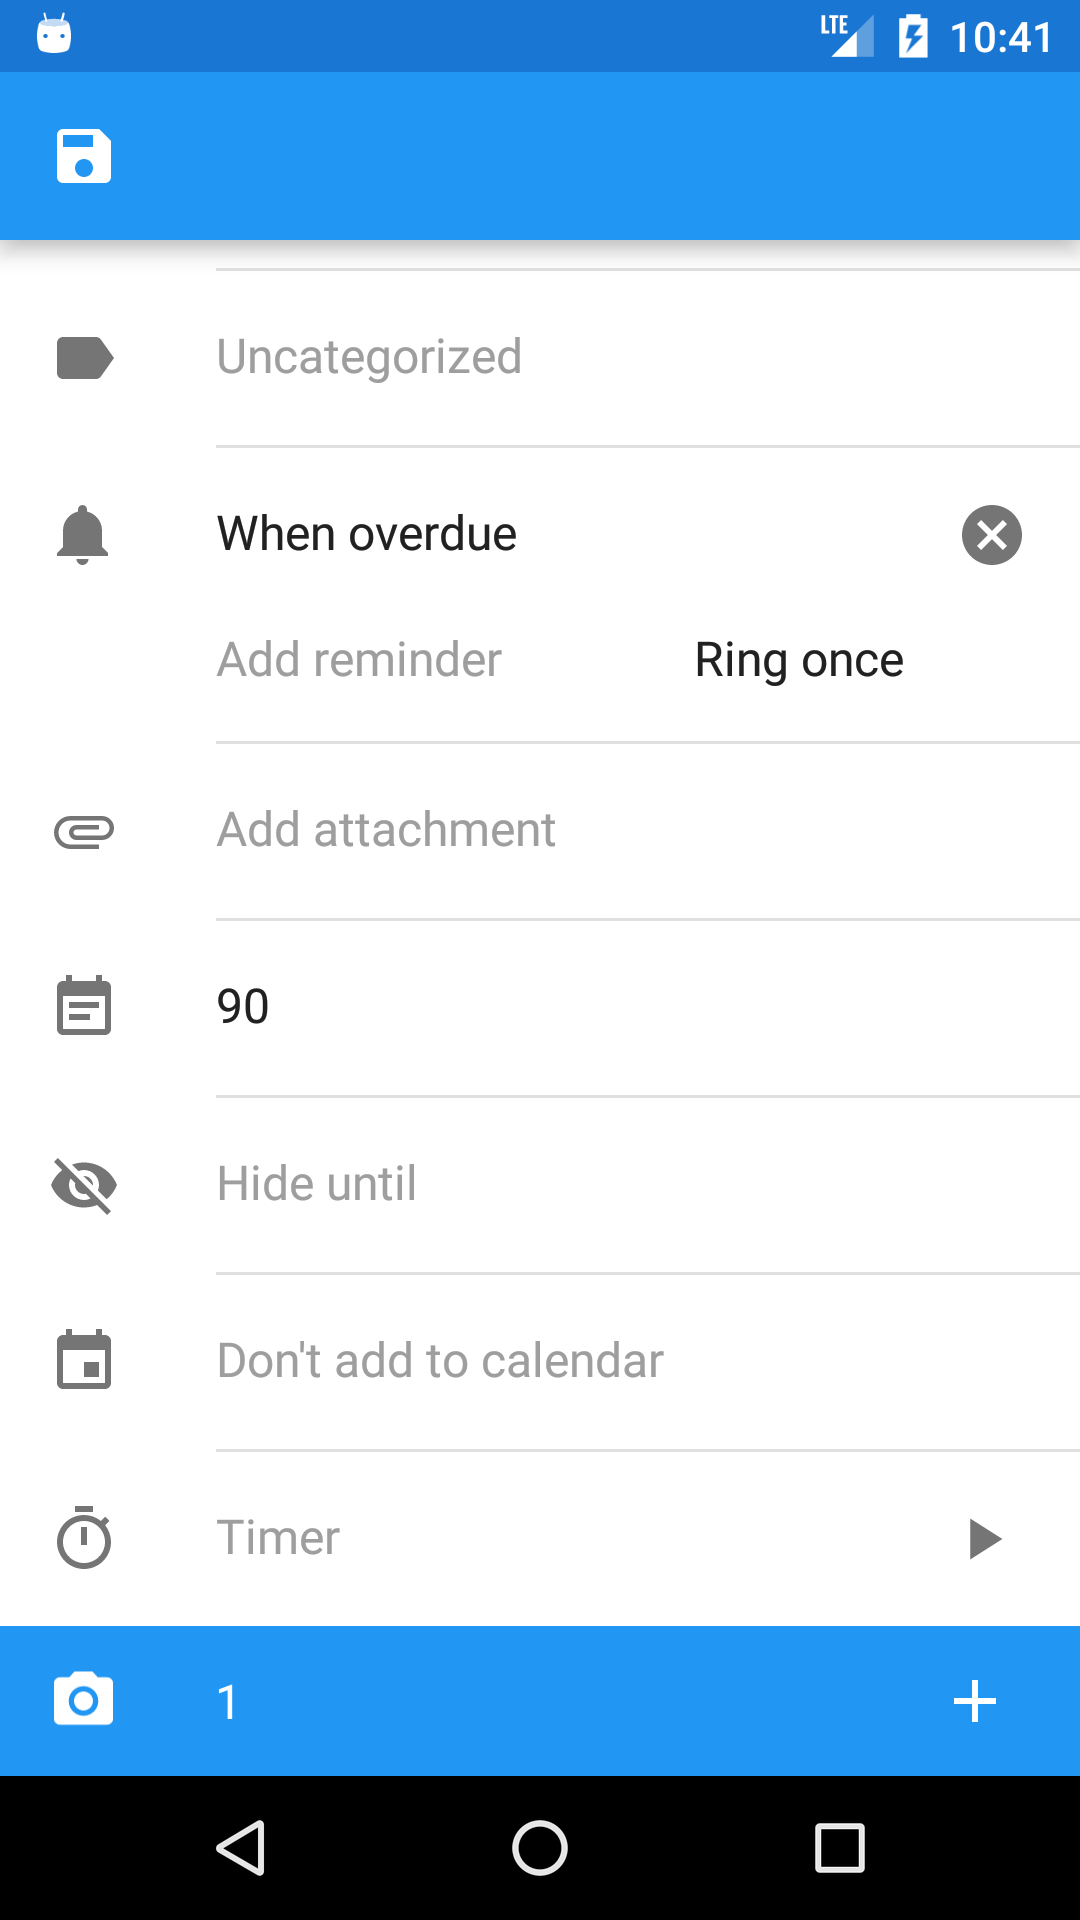 LTE 10:41
Uncategorized
When overdue
Add reminder Ring once
Add attachment
90
Hide until
Don't add to calendar
Timer
1